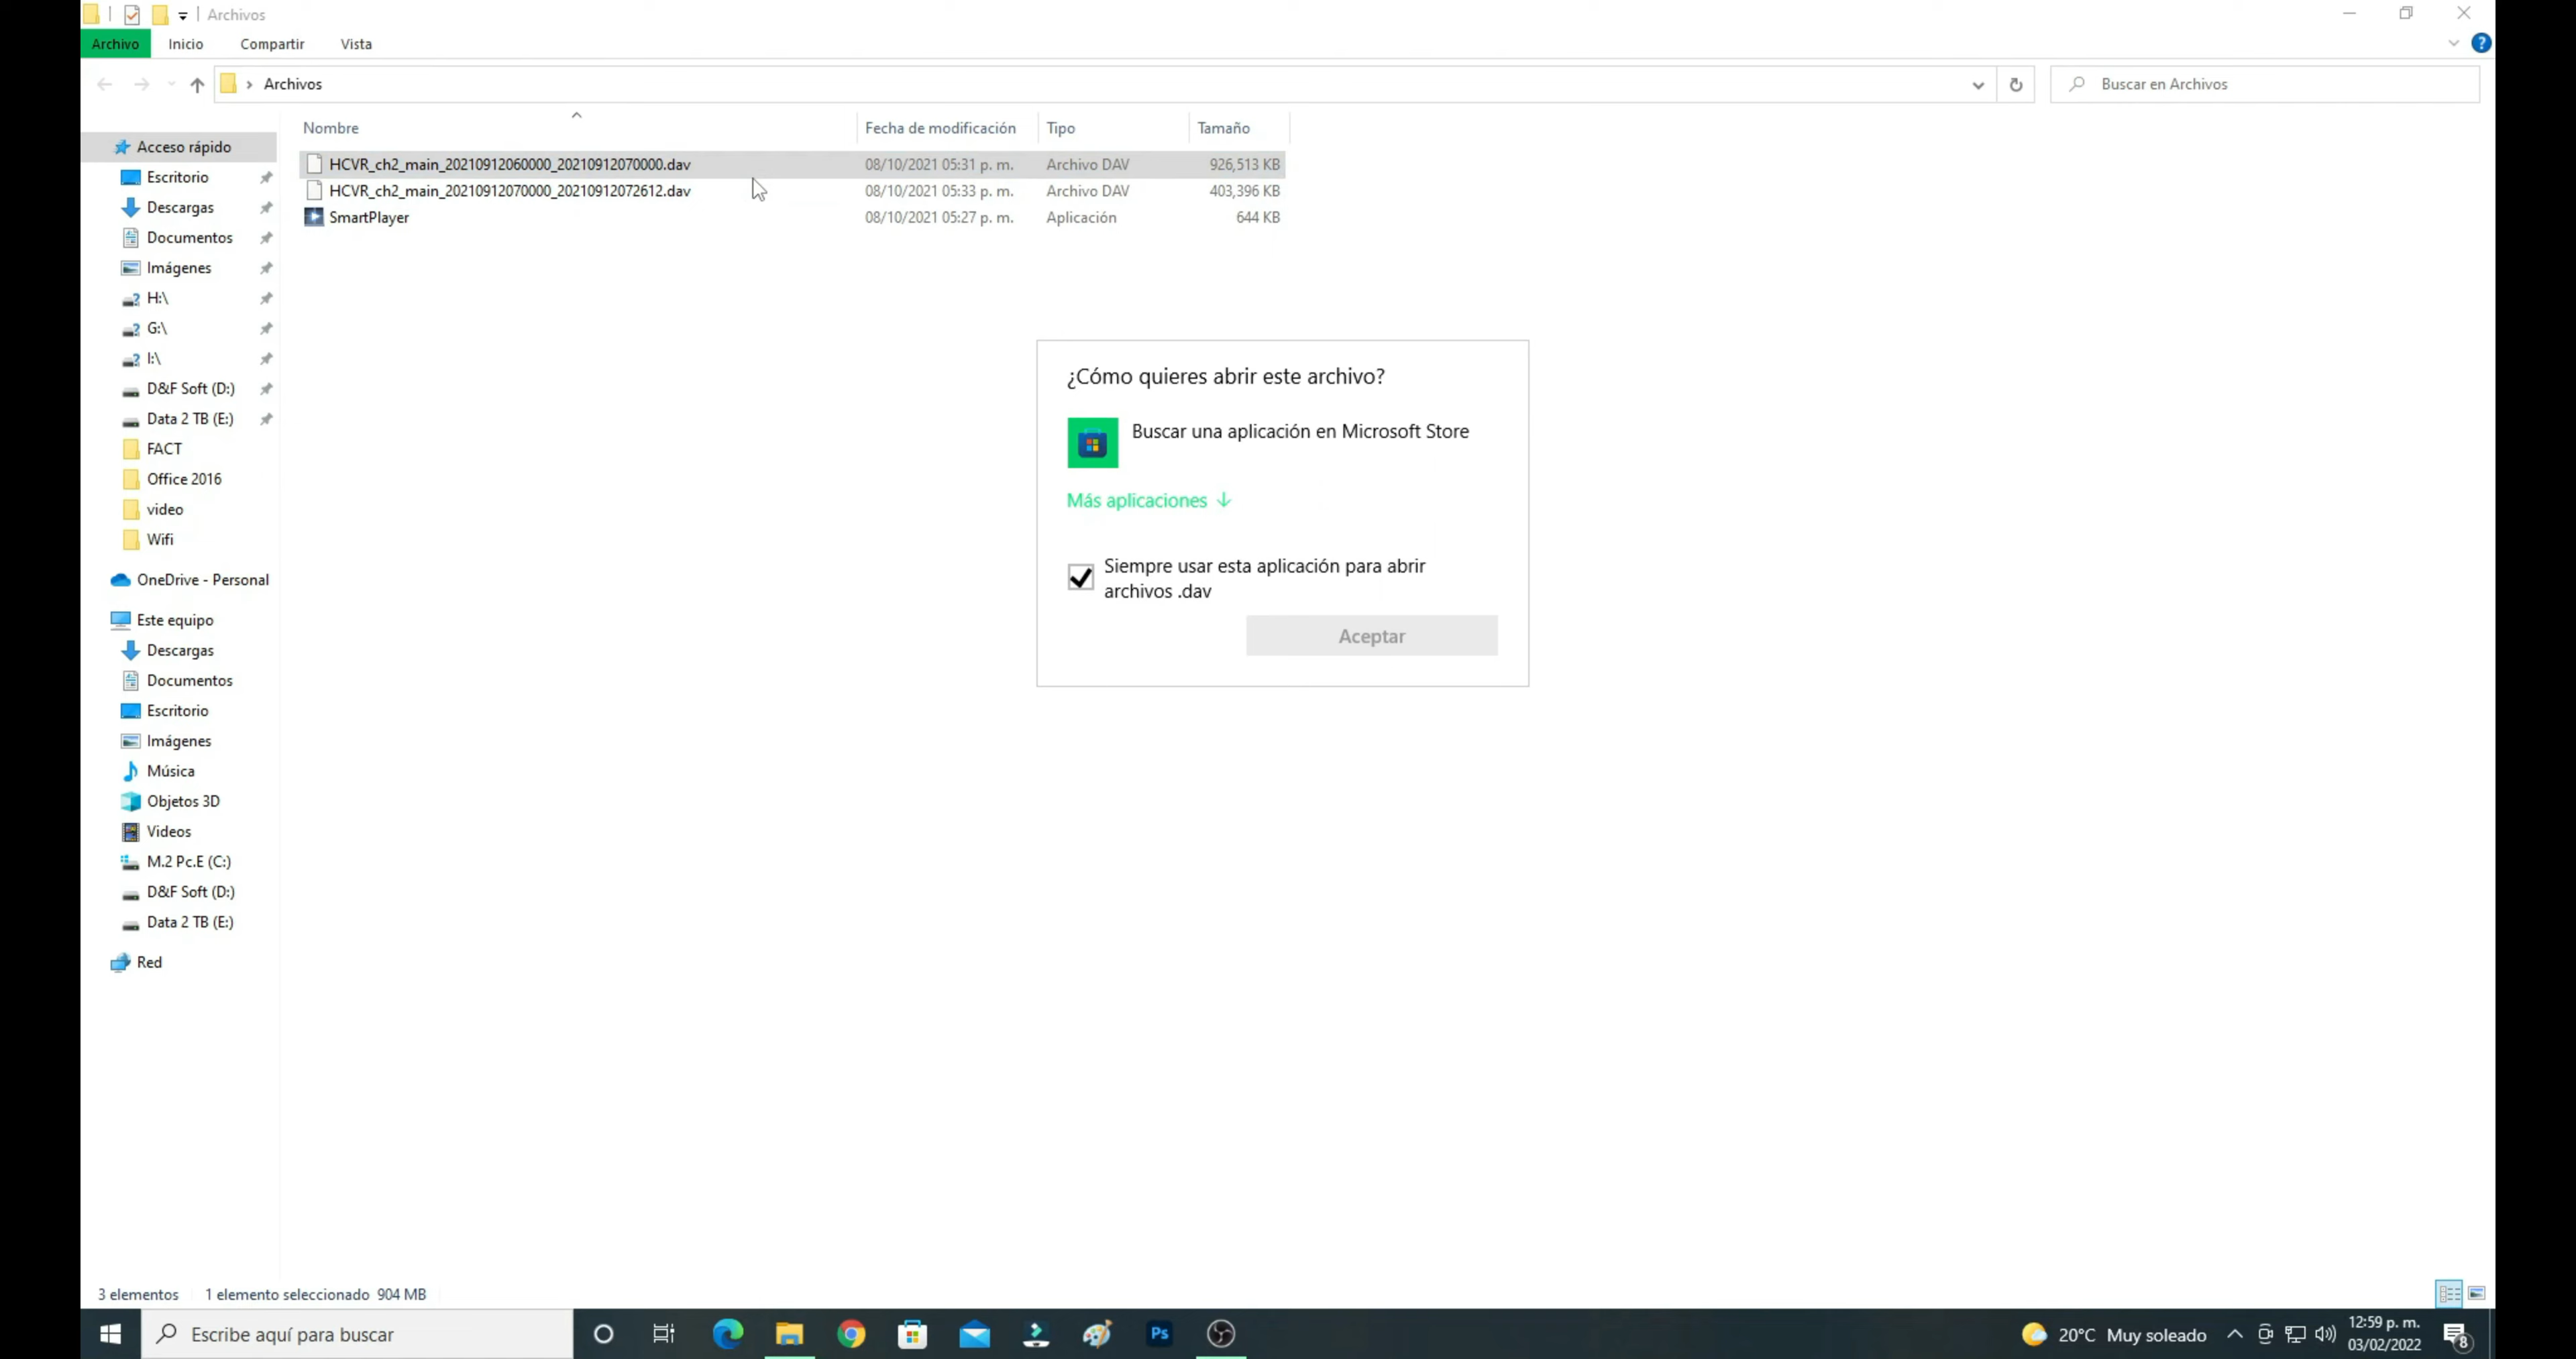 Archivos
Archivo Inicio Compartir Vista
Archivos
Buscar en Archivos
Nombre Fecha de modificación Tipo Tamaño
HCVR_ch2_main_20210912060000_20210912070000.dav 08/10/2021 05:31 p. m. Archivo DAV 926,513 KB
HCVR_ch2_main_20210912070000_20210912072612.dav 08/10/2021 05:33 p. m. Archivo DAV 403,396 KB
SmartPlayer 08/10/2021 05:27 p. m. Aplicación 644 KB
Acceso rápido
Escritorio
Descargas
Documentos
Imágenes
H:\
G:\
I:\
D&F Soft (D:)
Data 2 TB (E:)
FACT
Office 2016
video
Wifi
OneDrive - Personal
Este equipo
Descargas
Documentos
Escritorio
Imágenes
Música
Objetos 3D
Videos
M.2 Pc.E (C:)
D&F Soft (D:)
Data 2 TB (E:)
Red
¿Cómo quieres abrir este archivo?
Buscar una aplicación en Microsoft Store
Más aplicaciones
Siempre usar esta aplicación para abrir
archivos .dav
Aceptar
3 elementos 1 elemento seleccionado 904 MB
Escribe aquí para buscar
Ps
20°C Muy soleado
12:59 p. m.
03/02/2022
8